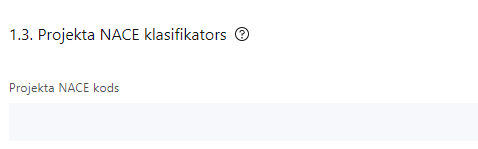 1.3. Projekta NACE klasifikators ?
Projekta NACE kods